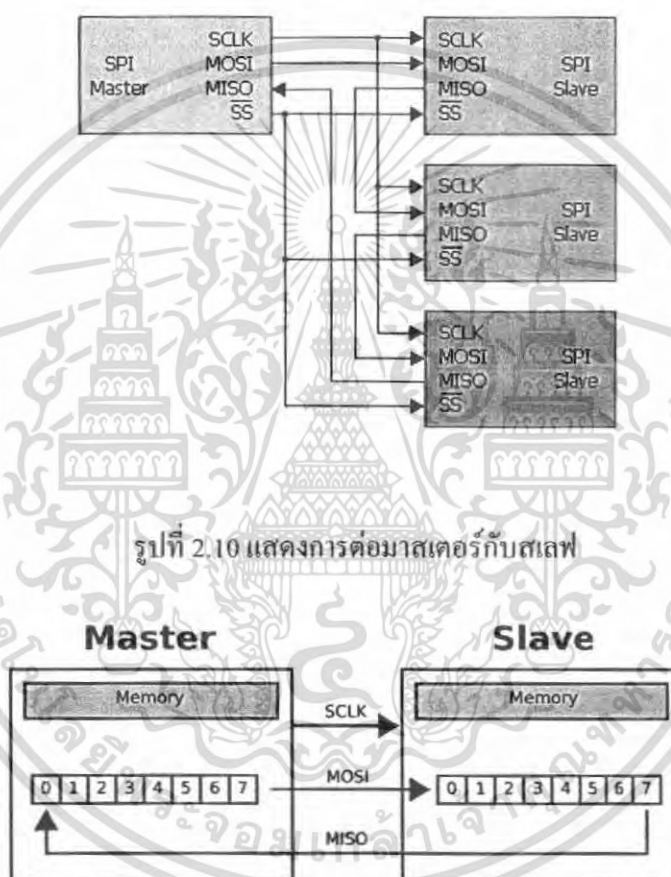 SCLK
SPI MOSI
Master MISO
SS
SCLK
MOSI SPI
MISO Slave
SS
SCLK
MOSI SPI
MISO Slave
SS
SCLK
MOSI SPI
MISO Slave
SS
รูปที่ 2.10 แสดงการต่อมาสเตอร์กับสเลฟ
Master Slave
Memory SCLK Memory
MOSI
0 1 2 3 4 5 6 7 0 1 2 3 4 5 6 7
MISO